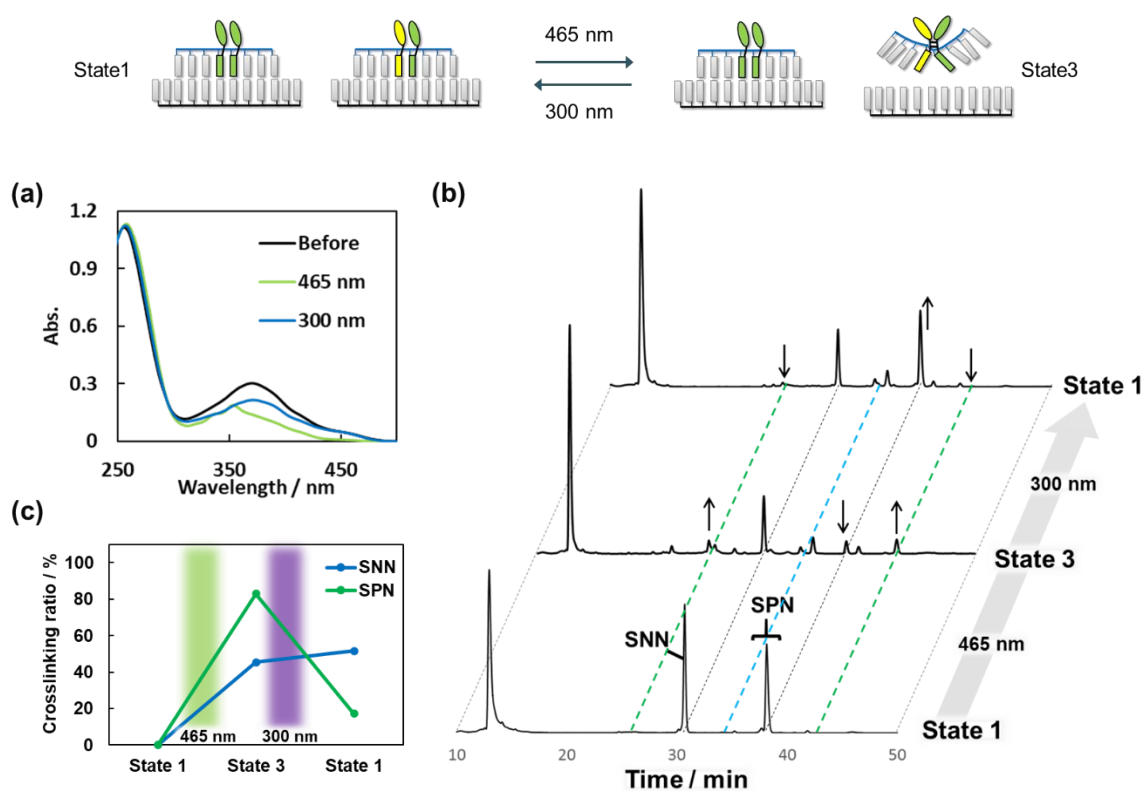 State1
465 nm
300 nm
State3
(a)
1.2
0.9
0.6
0.3
0
Abs.
Before
465 nm
300 nm
250
350
450
Wavelength / nm
(b)
State 1
300 nm
State 3
465 nm
State 1
SNN
SPN
10
20
30
40
50
Time / min
(c)
100
80
60
40
20
0
Crosslinking ratio / %
SNN
SPN
465 nm
300 nm
State 1
State 3
State 1